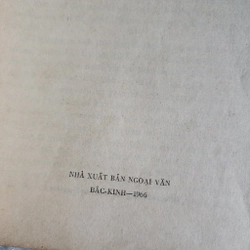 NHÀ XUẤT BẢN NGOẠI VĂN
BẮC-KINH—1966